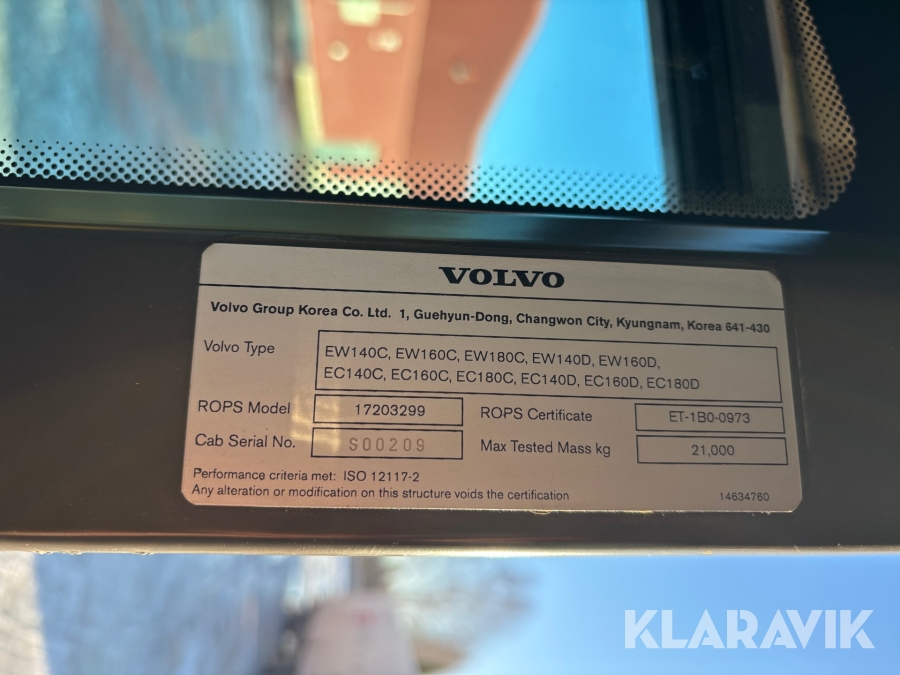 VOLVO
Volvo Group Korea Co. Ltd. 1, Guehyun-Dong, Changwon City, Kyungnam, Korea 641-430
Volvo Type
EW140C, EW160C, EW180C, EW140D, EW160D,
EC140C, EC160C, EC180C, EC140D, EC160D, EC180D
ROPS Model 17203299 ROPS Certificate ET-1B0-0973
Cab Serial No. S00209 Max Tested Mass kg 21,000
Performance criteria met: ISO 12117-2
Any alteration or modification on this structure voids the certification 14634760
KLARAVIK